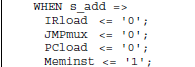 WHEN s_add =>
IRload <= '0';
JMPmux <= '0';
PCload <= '0';
Meminst <= '1';